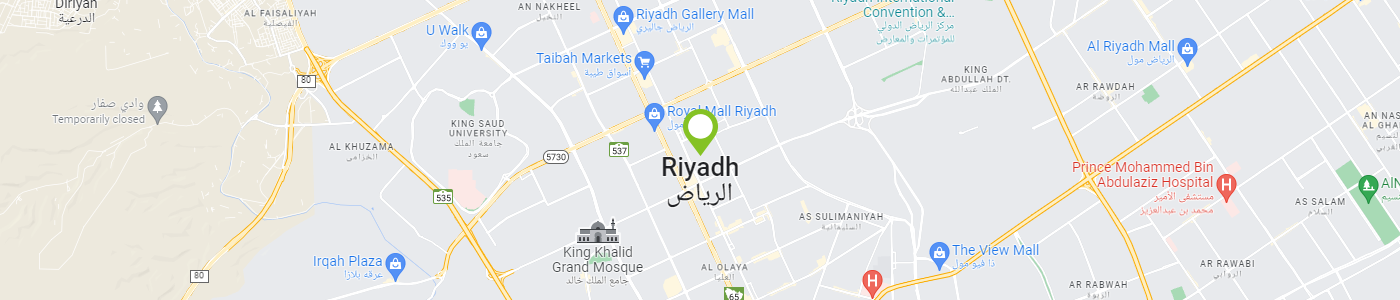 Diriyah
الدرعية
AL FAISALIYAH
الفيصلية
AN NAKHEEL
النخيل
Riyadh Gallery Mall
الرياض جاليري
Convention &...
مركز الرياض الدولي
للمؤتمرات والمعارض
U Walk
يو ووك
Taibah Markets
أسواق طيبة
Al Riyadh Mall
الرياض مول
KING
ABDULLAH DT.
الملك عبدالله
AR RAWDAH
الروضة
80
وادي صفار
Temporarily closed
Royal Mall Riyadh
مول
KING SAUD
UNIVERSITY
جامعة الملك
سعود
AN NAS
AL GHA
AL KHUZAMA
الخزامى
537
5730
Riyadh
الرياض
Prince Mohammed Bin
Abdulaziz Hospital
مستشفى الأمير
محمد بن عبدالعزيز
H
535
AS SULIMANIYAH
السليمانية
AS SALAM
السلام
King Khalid
Grand Mosque
جامع الملك خالد
The View Mall
ذا فيو مول
Irqah Plaza
عرقة بلازا
80
AL OLAYA
العليا
H
65
AR RABWAH
الربوة
AR RAWABI
الروابي